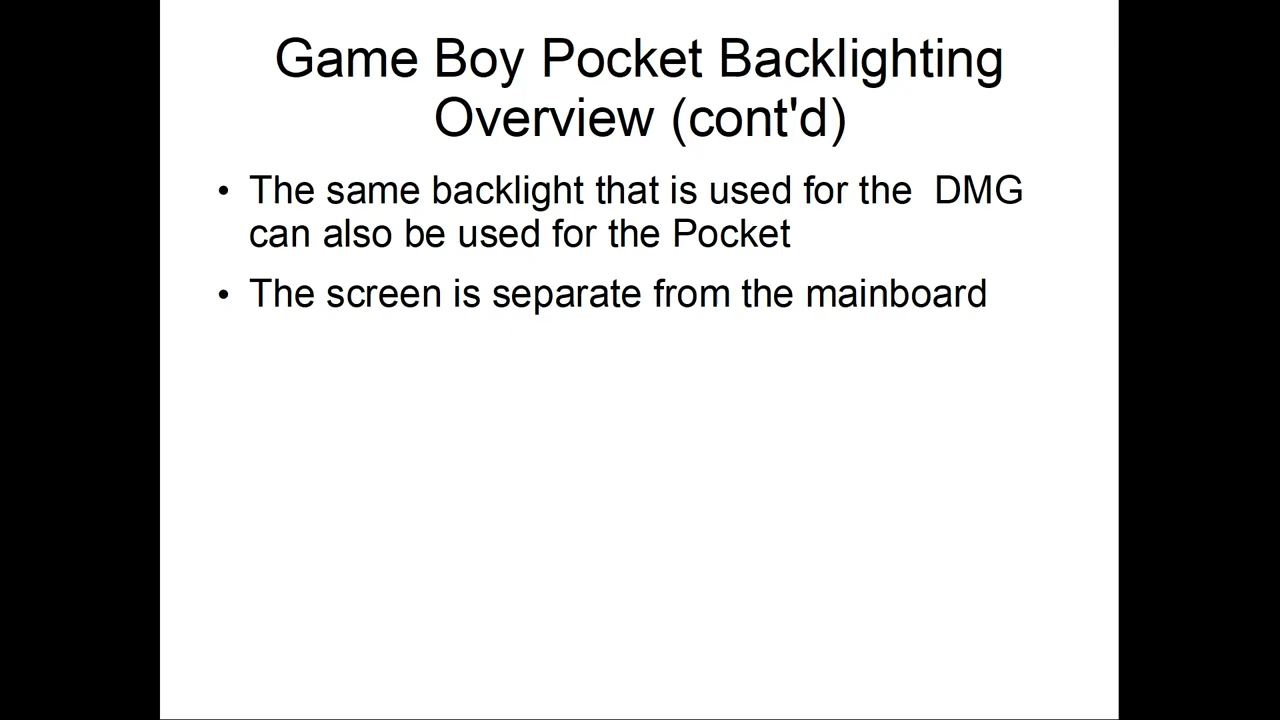 Game Boy Pocket Backlighting
Overview (cont'd)
• The same backlight that is used for the  DMG
can also be used for the Pocket
• The screen is separate from the mainboard